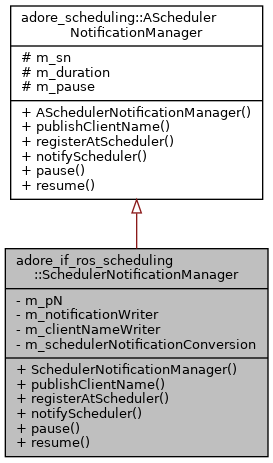 adore_scheduling::AScheduler
NotificationManager
# m_sn
# m_duration
# m_pause
+ ASchedulerNotificationManager()
+ publishClientName()
+ registerAtScheduler()
+ notifyScheduler()
+ pause()
+ resume()
adore_if_ros_scheduling
::SchedulerNotificationManager
- m_pN
- m_notificationWriter
- m_clientNameWriter
- m_schedulerNotificationConversion
+ SchedulerNotificationManager()
+ publishClientName()
+ registerAtScheduler()
+ notifyScheduler()
+ pause()
+ resume()